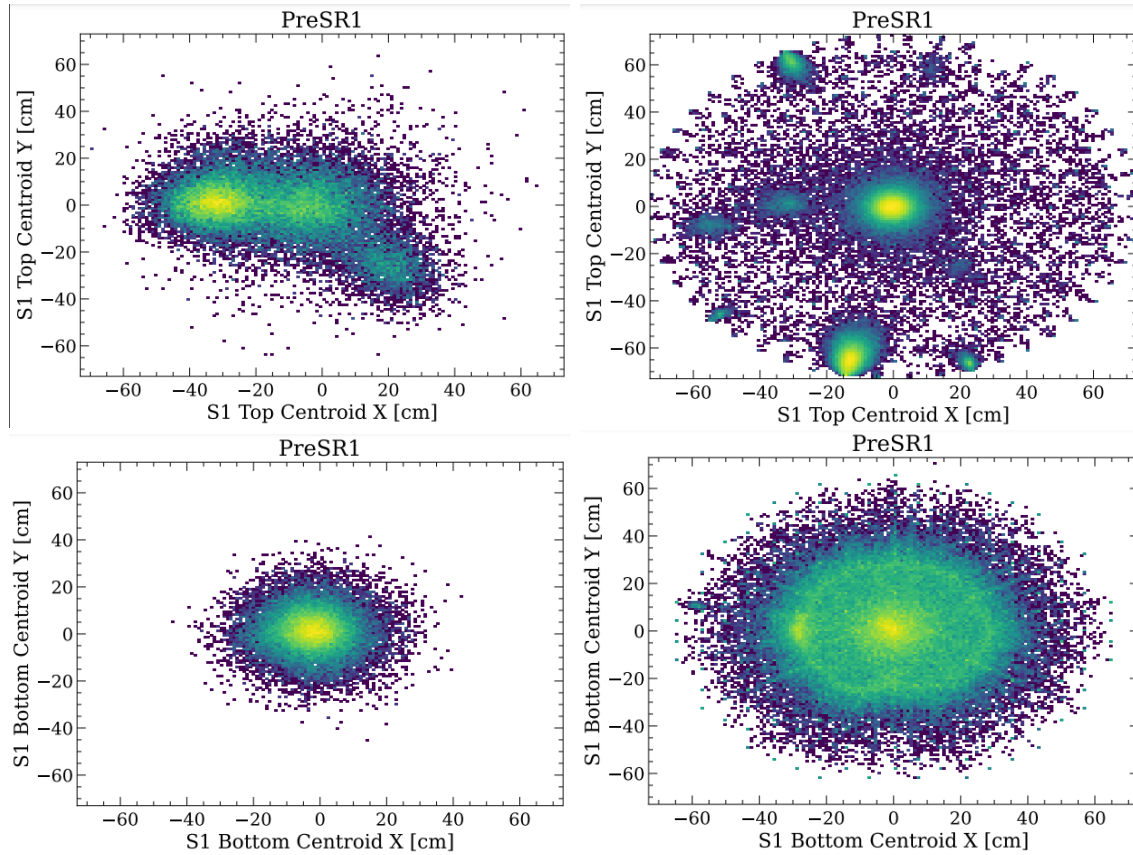 PreSR1
60
40
20
0
−20
−40
−60
S1 Top Centroid Y [cm]
−60 −40 −20 0 20 40 60
S1 Top Centroid X [cm]
PreSR1
60
40
20
0
−20
−40
−60
S1 Top Centroid Y [cm]
−60 −40 −20 0 20 40 60
S1 Top Centroid X [cm]
PreSR1
60
40
20
0
−20
−40
−60
S1 Bottom Centroid Y [cm]
−60 −40 −20 0 20 40 60
S1 Bottom Centroid X [cm]
PreSR1
60
40
20
0
−20
−40
−60
S1 Bottom Centroid Y [cm]
−60 −40 −20 0 20 40 60
S1 Bottom Centroid X [cm]